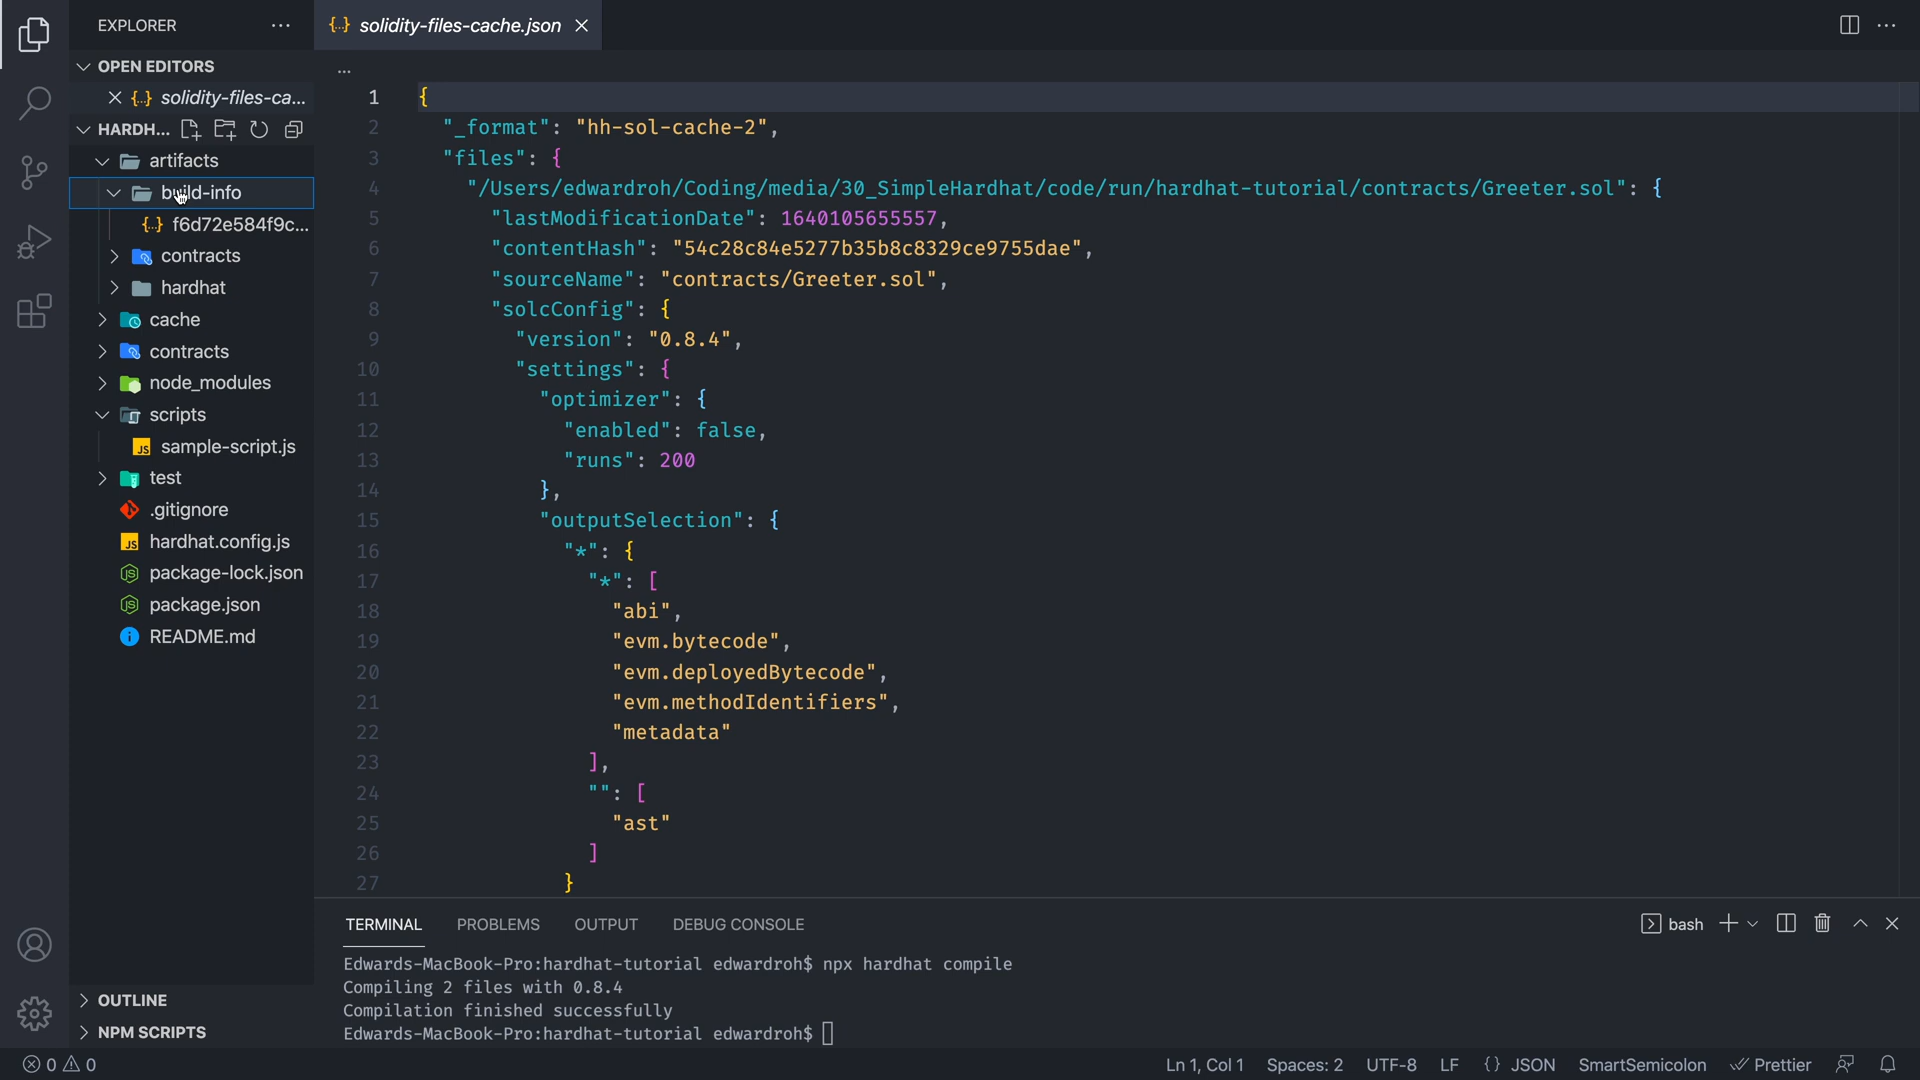 EXPLORER
solidity-files-cache.json
OPEN EDITORS
solidity-files-ca...
HARDH...
artifacts
build-info
f6d72e584f9c...
contracts
hardhat
cache
contracts
node_modules
scripts
sample-script.js
test
.gitignore
hardhat.config.js
package-lock.json
package.json
README.md
OUTLINE
NPM SCRIPTS
...
1 {
2 "_format": "hh-sol-cache-2",
3 "files": {
4 "/Users/edwardroh/Coding/media/30_SimpleHardhat/code/run/hardhat-tutorial/contracts/Greeter.sol": {
5 "lastModificationDate": 1640105655557,
6 "contentHash": "54c28c84e5277b35b8c8329ce9755dae",
7 "sourceName": "contracts/Greeter.sol",
8 "solcConfig": {
9 "version": "0.8.4",
10 "settings": {
11 "optimizer": {
12 "enabled": false,
13 "runs": 200
14 },
15 "outputSelection": {
16 "*": {
17 "*": [
18 "abi",
19 "evm.bytecode",
20 "evm.deployedBytecode",
21 "evm.methodIdentifiers",
22 "metadata"
23 ],
24 "": [
25 "ast"
26 ]
27 }
TERMINAL PROBLEMS OUTPUT DEBUG CONSOLE
bash
Edwards-MacBook-Pro:hardhat-tutorial edwardroh$ npx hardhat compile
Compiling 2 files with 0.8.4
Compilation finished successfully
Edwards-MacBook-Pro:hardhat-tutorial edwardroh$
0 0
Ln 1, Col 1 Spaces: 2 UTF-8 LF {} JSON SmartSemicolon Prettier